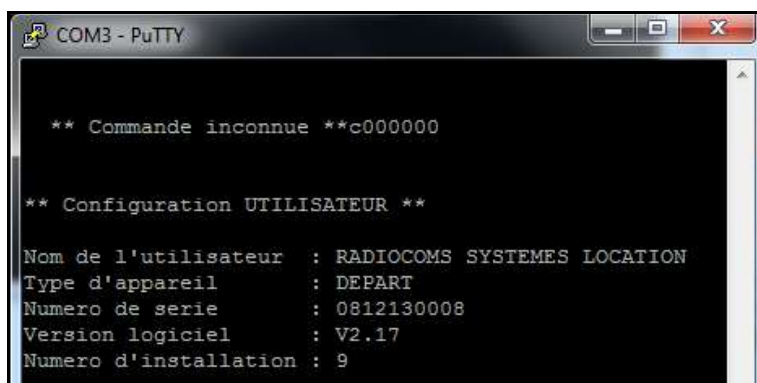 COM3 - PuTTY
** Commande inconnue **c000000
** Configuration UTILISATEUR **
Nom de l'utilisateur : RADIOCOMS SYSTEMES LOCATION
Type d'appareil : DEPART
Numero de serie : 0812130008
Version logiciel : V2.17
Numero d'installation : 9